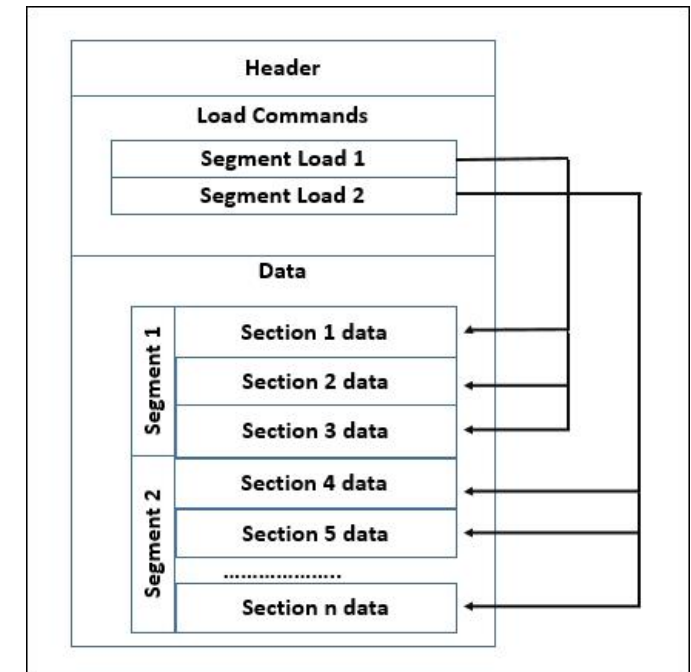 Header
Load Commands
Segment Load 1
Segment Load 2
Data
Segment 1
Section 1 data
Section 2 data
Section 3 data
Segment 2
Section 4 data
Section 5 data
....................
Section n data